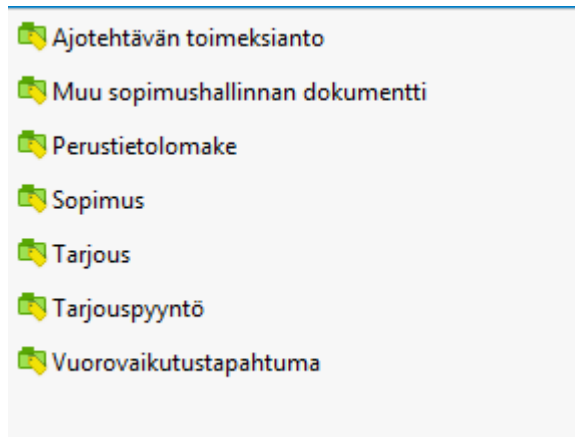 Ajotehtävän toimeksianto
Muu sopimushallinnan dokumentti
Perustietolomake
Sopimus
Tarjous
Tarjouspyyntö
Vuorovaikutustapahtuma